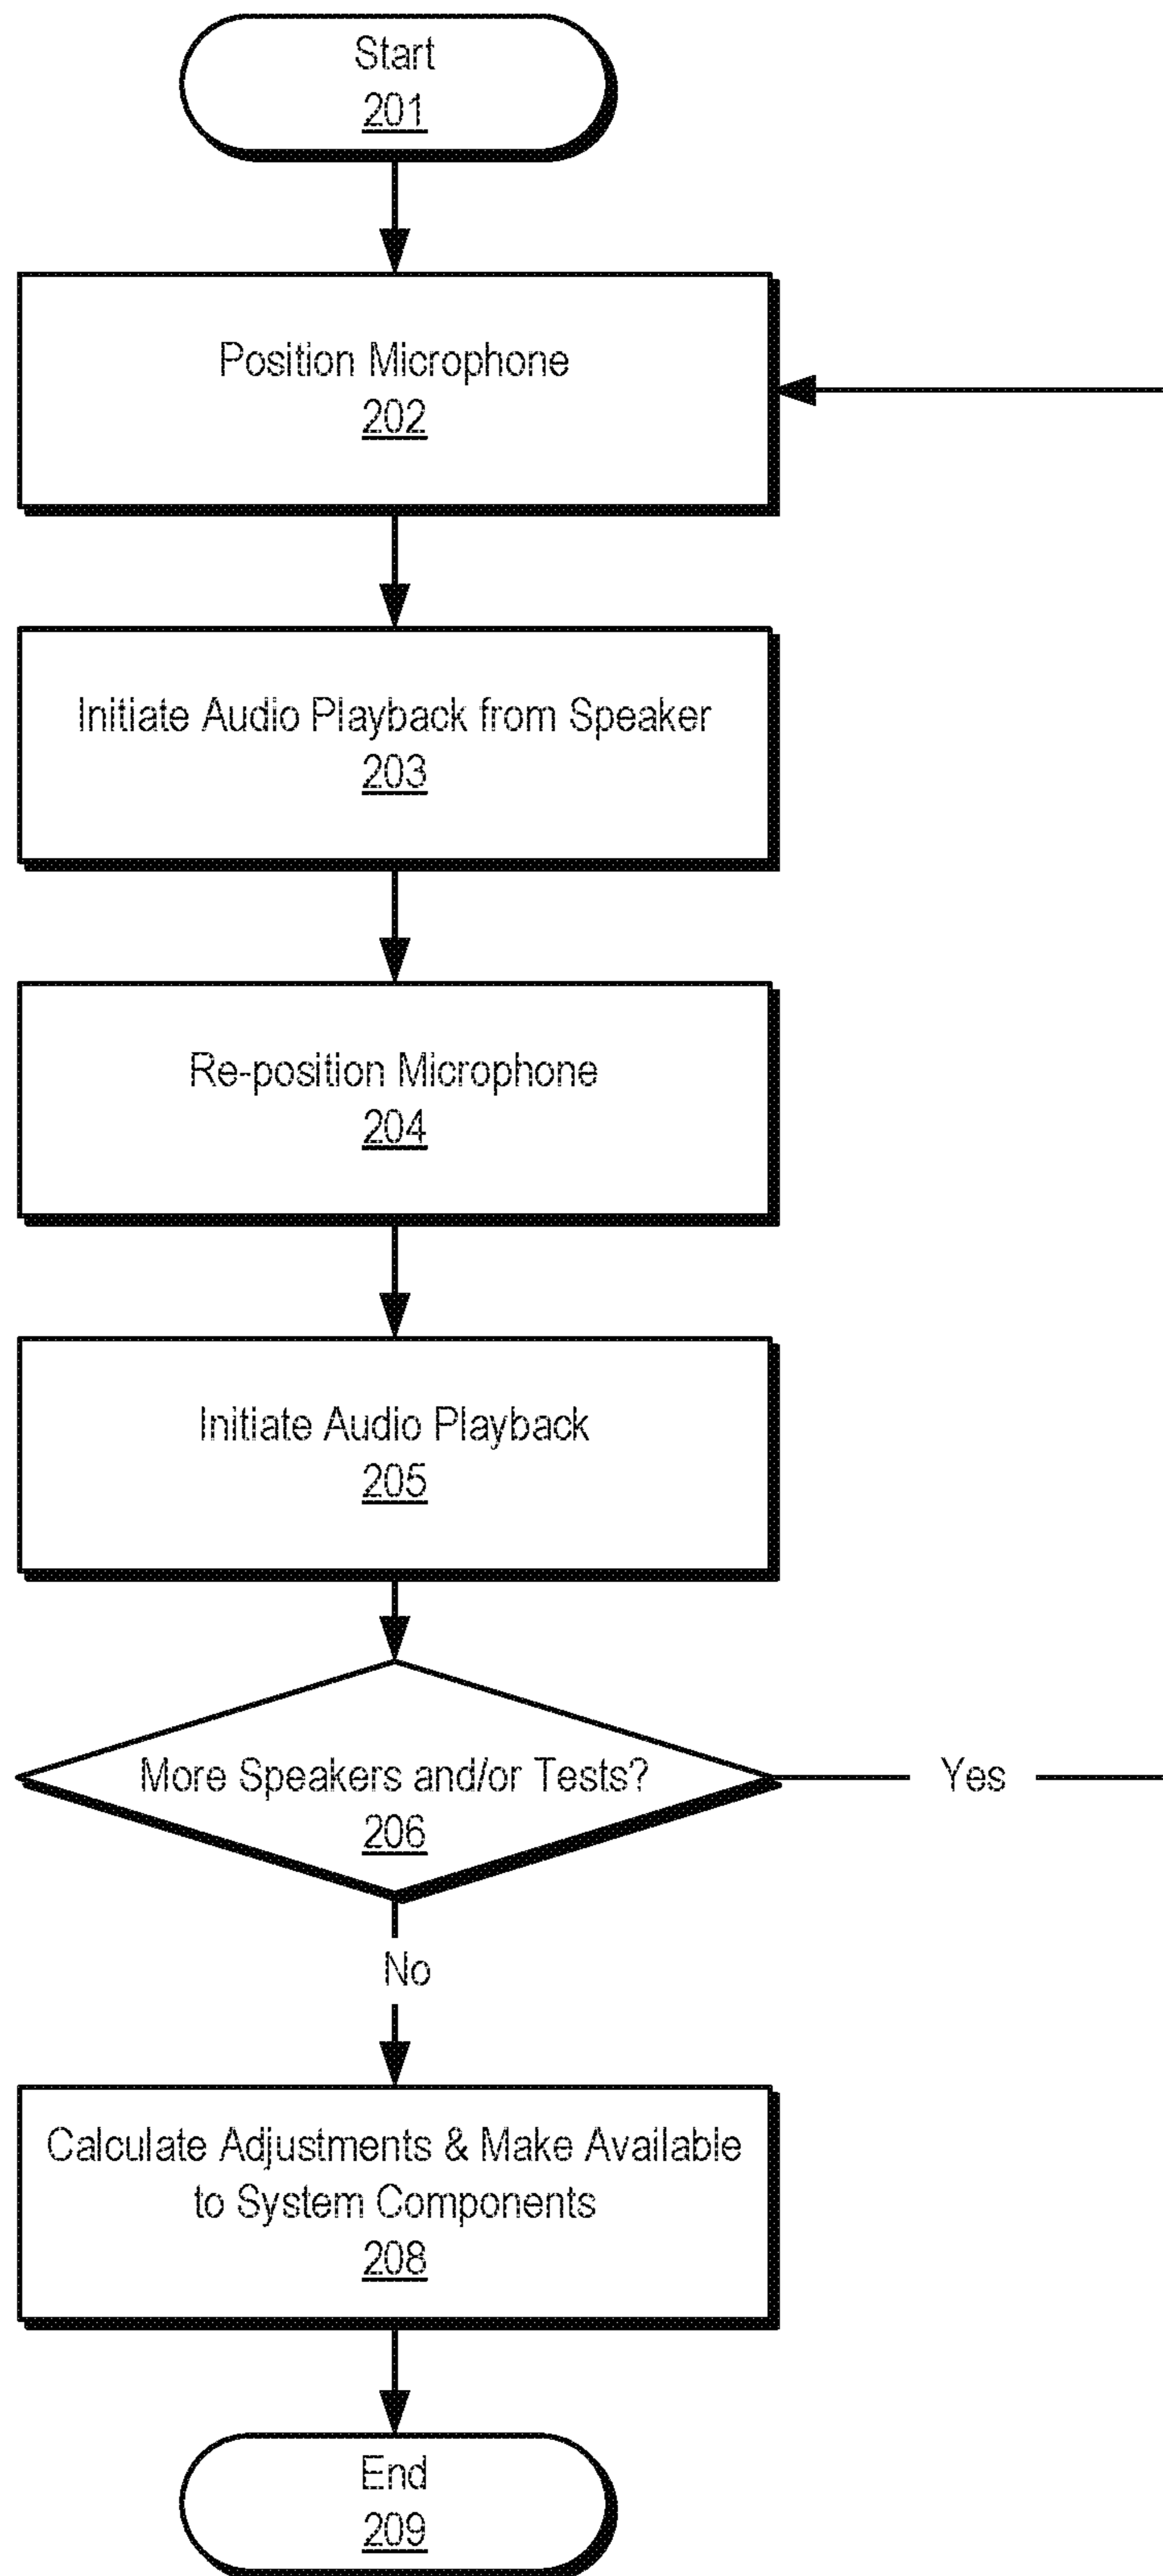 Start
201
Position Microphone
202
Initiate Audio Playback from Speaker
203
Re-position Microphone
204
Initiate Audio Playback
205
More Speakers and/or Tests?
206
Yes
No
Calculate Adjustments & Make Available
to System Components
208
End
209